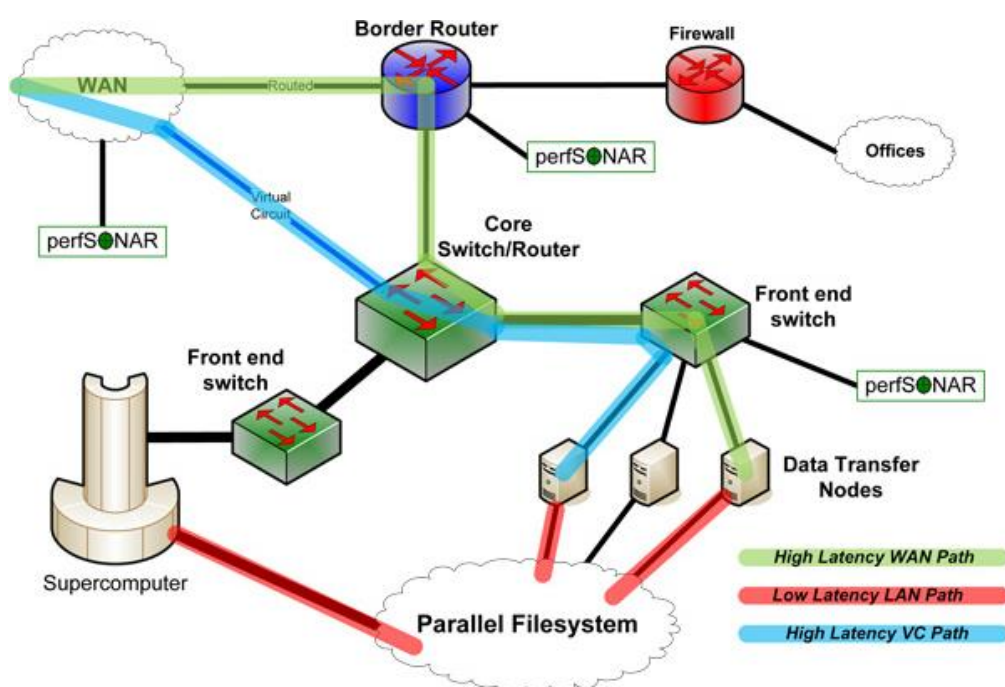 Border Router
Firewall
WAN
Routed
perfSONAR
Offices
Virtual
Circuit
perfSONAR
Core
Switch/Router
Front end
switch
Front end
switch
perfSONAR
Data Transfer
Nodes
High Latency WAN Path
Supercomputer
Low Latency LAN Path
Parallel Filesystem
High Latency VC Path